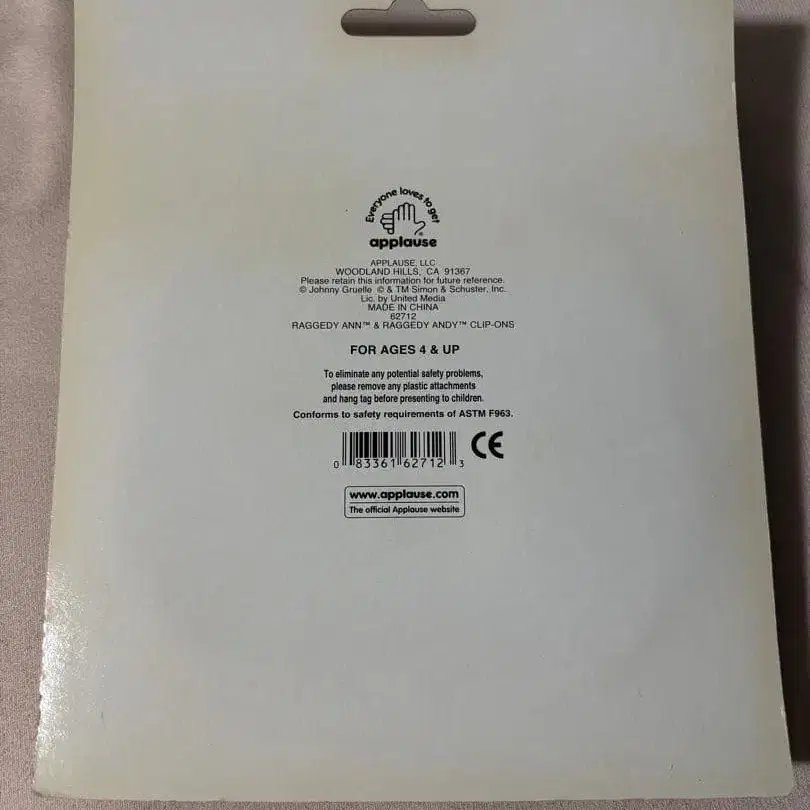 Everyone loves to get
applause
APPLAUSE, LLC
WOODLAND HILLS, CA 91367
Please retain this information for future reference.
© Johnny Gruelle © & TM Simon & Schuster, Inc.
Lic. by United Media
MADE IN CHINA
62712
RAGGEDY ANN™ & RAGGEDY ANDY™ CLIP-ONS
FOR AGES 4 & UP
To eliminate any potential safety problems,
please remove any plastic attachments
and hang tag before presenting to children.
Conforms to safety requirements of ASTM F963.
0 83361 62712 3 CE
www.applause.com
The official Applause website